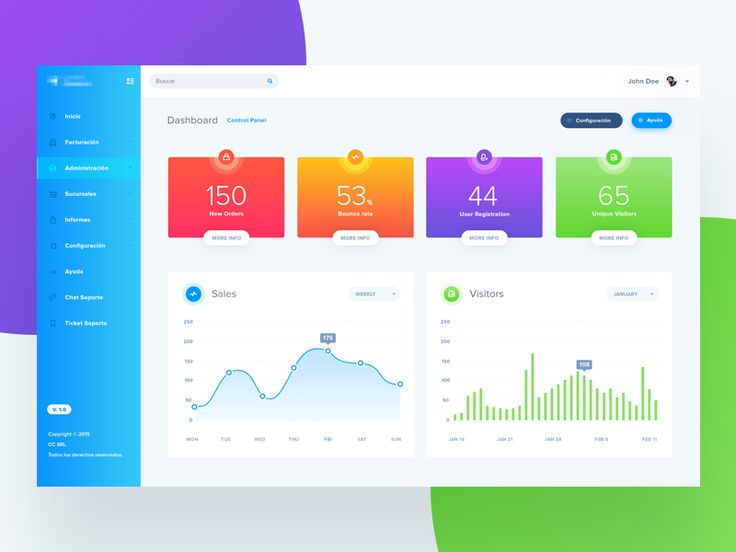 Buscar
John Doe
Inicio
Facturación
Administración
Sucursales
Informes
Configuración
Ayuda
Chat Soporte
Ticket Soporte
V. 1.0
Copyright © 2015
CC SRL.
Todos los derechos reservados.
Dashboard Control Panel
Configuración
Ayuda
150
New Orders
MORE INFO
53%
Bounce rate
MORE INFO
44
User Registration
MORE INFO
65
Unique Visitors
MORE INFO
Sales
WEEKLY
250
200
150
100
50
0
175
MON TUE WED THU FRI SAT SUN
Visitors
JANUARY
250
200
150
100
50
0
108
JAN 16 JAN 21 JAN 28 FEB 4 FEB 11